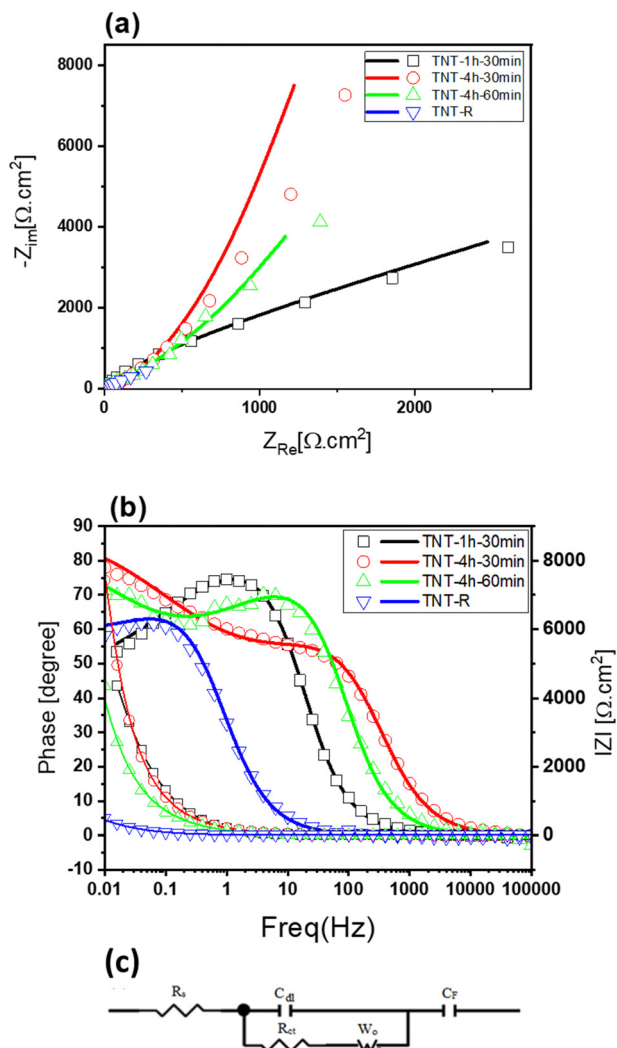 (a)
TNT-1h-30min
TNT-4h-30min
TNT-4h-60min
TNT-R
8000
6000
4000
2000
0
-Zim[Ω.cm²]
0 1000 2000
ZRe[Ω.cm²]
(b)
TNT-1h-30min
TNT-4h-30min
TNT-4h-60min
TNT-R
90
80
70
60
50
40
30
20
10
0
-10
Phase [degree]
8000
6000
4000
2000
0
|Z| [Ω.cm²]
0.01 0.1 1 10 100 1000 10000 100000
Freq(Hz)
(c)
Rs Cdl CF
Rct Wo